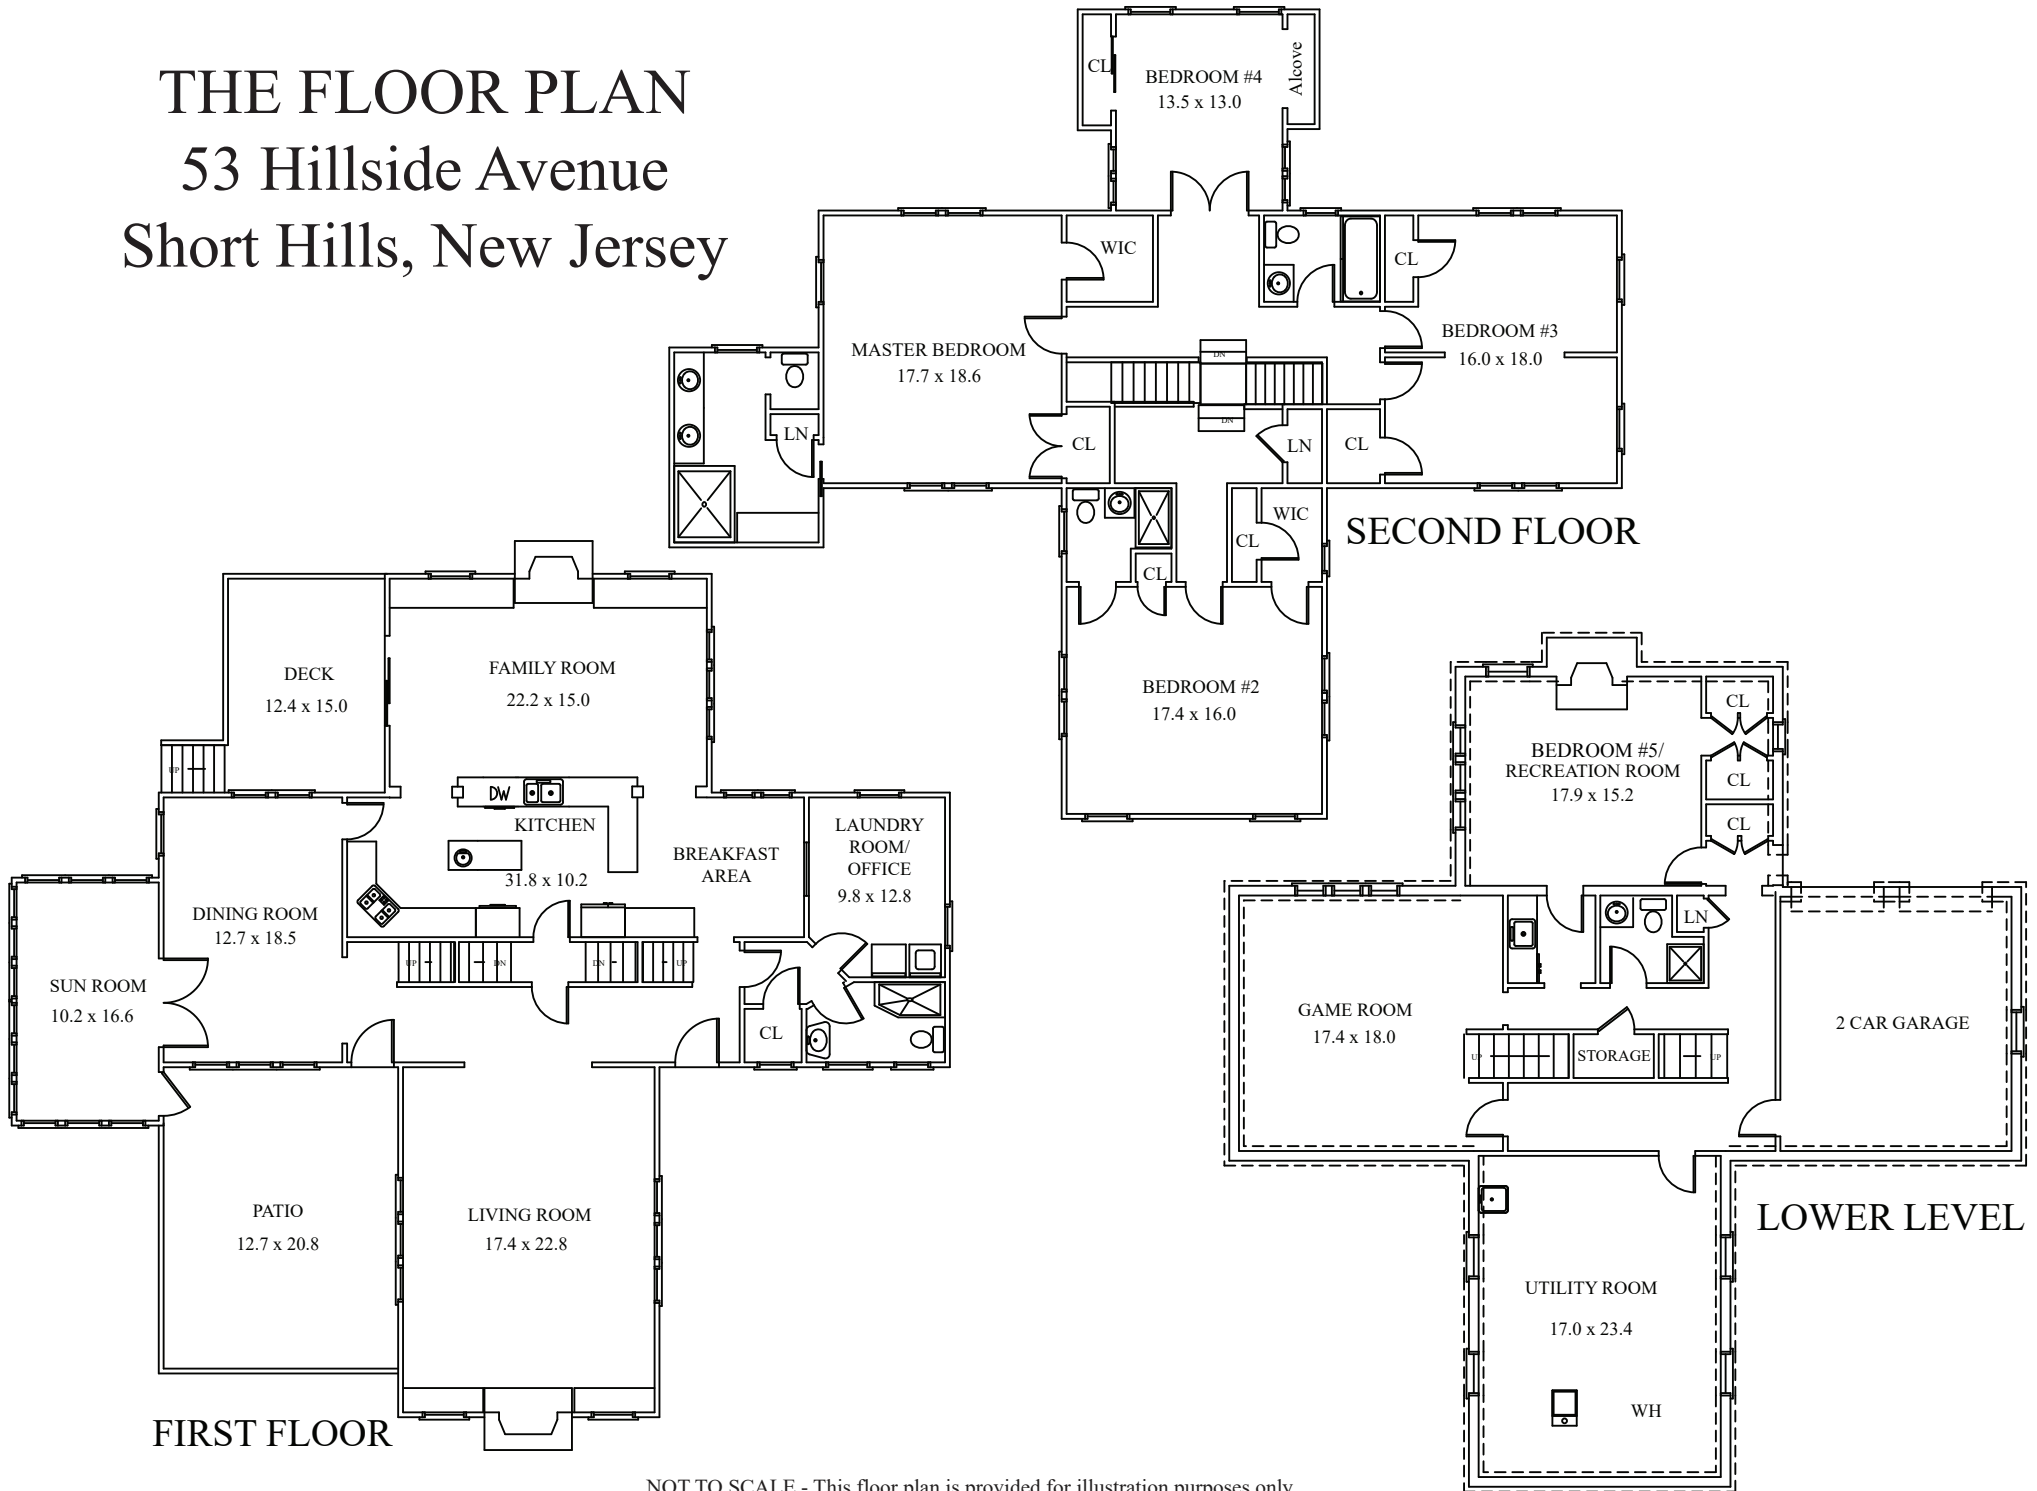 THE FLOOR PLAN
53 Hillside Avenue
Short Hills, New Jersey
CL
BEDROOM #4
13.5 x 13.0
Alcove
WIC
CL
MASTER BEDROOM
17.7 x 18.6
BEDROOM #3
16.0 x 18.0
DN
DN
LN
CL
LN
CL
WIC
CL
CL
SECOND FLOOR
BEDROOM #2
17.4 x 16.0
DECK
12.4 x 15.0
FAMILY ROOM
22.2 x 15.0
UP
DW
KITCHEN
31.8 x 10.2
BREAKFAST
AREA
LAUNDRY
ROOM/
OFFICE
9.8 x 12.8
DINING ROOM
12.7 x 18.5
UP
DN
DN
UP
SUN ROOM
10.2 x 16.6
CL
PATIO
12.7 x 20.8
LIVING ROOM
17.4 x 22.8
FIRST FLOOR
CL
BEDROOM #5/
RECREATION ROOM
17.9 x 15.2
CL
CL
LN
GAME ROOM
17.4 x 18.0
2 CAR GARAGE
UP
STORAGE
UP
LOWER LEVEL
UTILITY ROOM
17.0 x 23.4
WH
NOT TO SCALE - This floor plan is provided for illustration purposes only